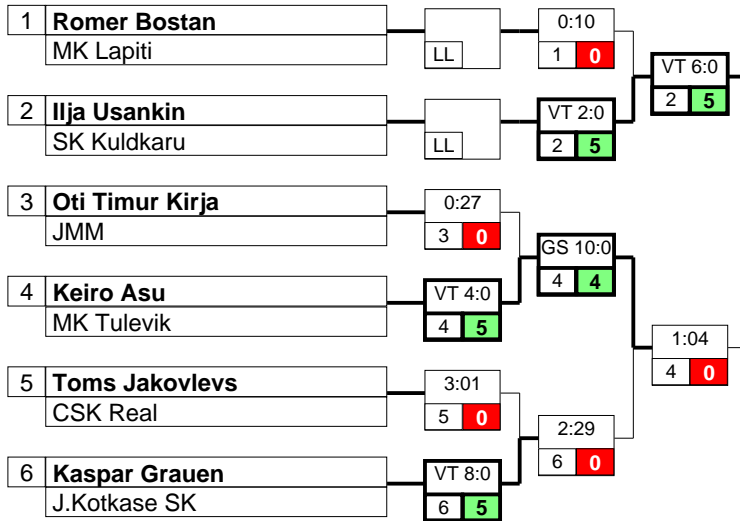 1 Romer Bostan 0:10
MK Lapiti LL 1 0 VT 6:0
2 5
2 Ilja Usankin VT 2:0
SK Kuldkaru LL 2 5
3 Oti Timur Kirja 0:27
JMM 3 0 GS 10:0
4 4
4 Keiro Asu VT 4:0
MK Tulevik 4 5 1:04
4 0
5 Toms Jakovlevs 3:01
CSK Real 5 0 2:29
6 0
6 Kaspar Grauen VT 8:0
J.Kotkase SK 6 5